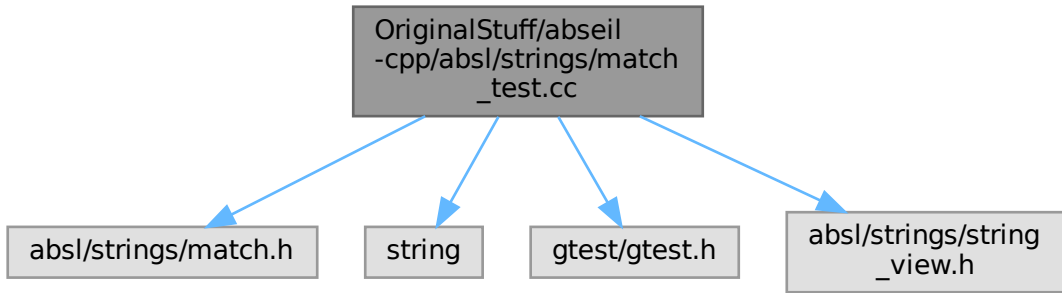 OriginalStuff/abseil
-cpp/absl/strings/match
_test.cc
absl/strings/match.h
string
gtest/gtest.h
absl/strings/string
_view.h